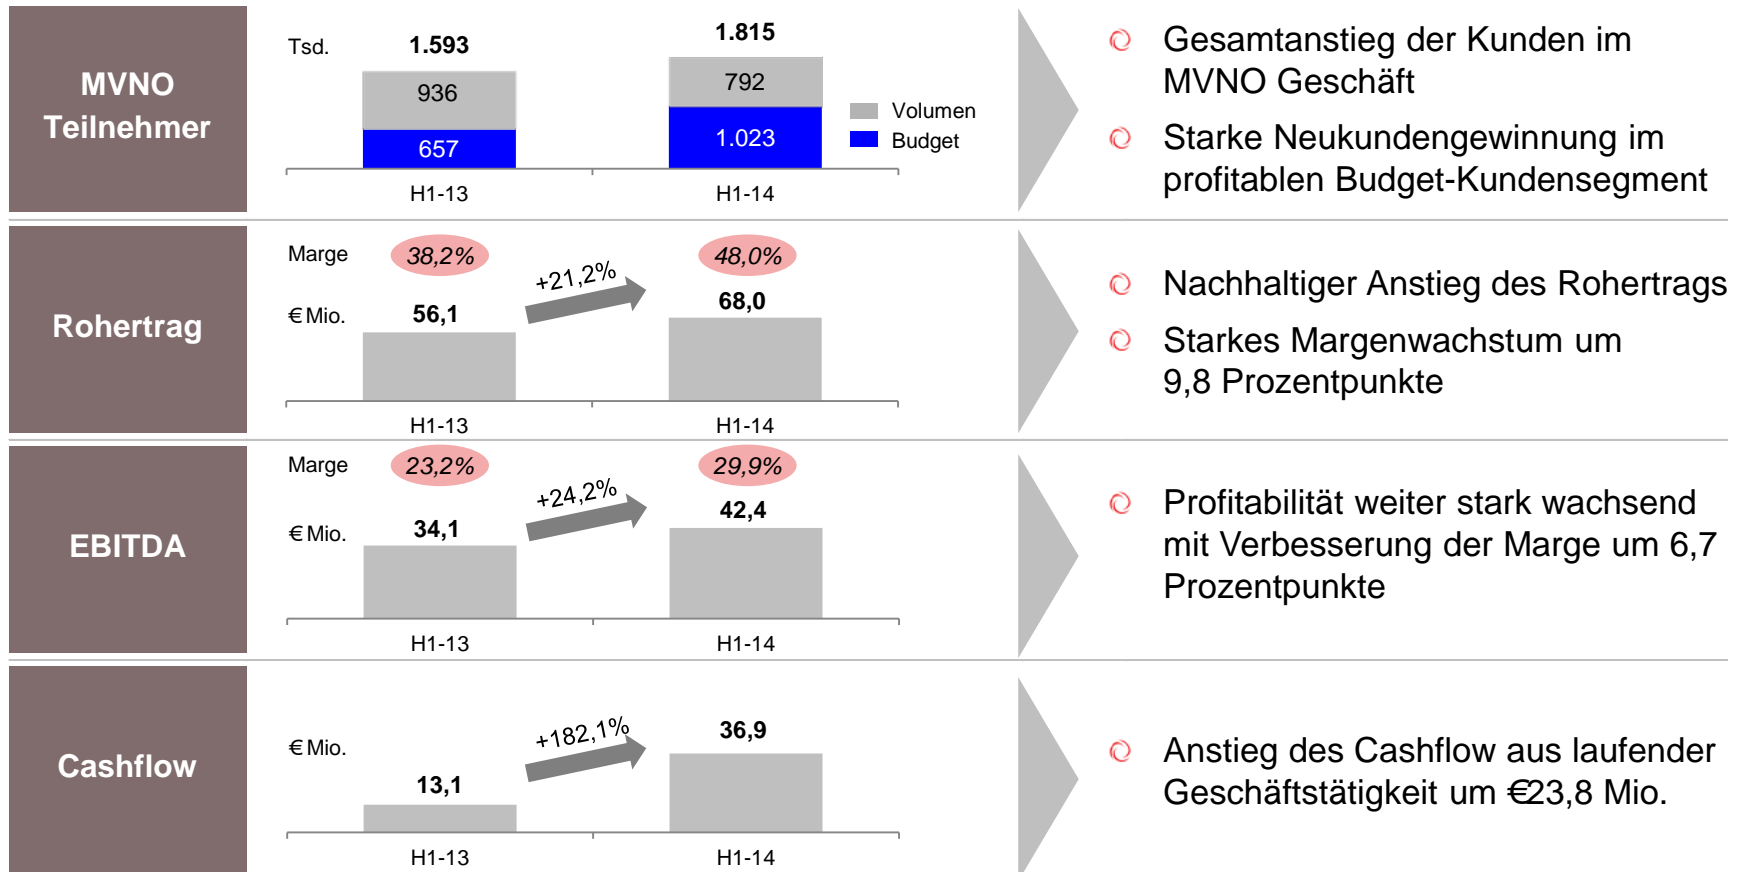 MVNO
Teilnehmer
Tsd.
1.593
1.815
936
792
657
1.023
Volumen
Budget
H1-13
H1-14
Gesamtanstieg der Kunden im
MVNO Geschäft
Starke Neukundengewinnung im
profitablen Budget-Kundensegment
Rohertrag
Marge
38,2%
48,0%
+21,2%
€ Mio.
56,1
68,0
H1-13
H1-14
Nachhaltiger Anstieg des Rohertrags
Starkes Margenwachstum um
9,8 Prozentpunkte
EBITDA
Marge
23,2%
29,9%
+24,2%
€ Mio.
34,1
42,4
H1-13
H1-14
Profitabilität weiter stark wachsend
mit Verbesserung der Marge um 6,7
Prozentpunkte
Cashflow
€ Mio.
+182,1%
13,1
36,9
H1-13
H1-14
Anstieg des Cashflow aus laufender
Geschäftstätigkeit um €23,8 Mio.